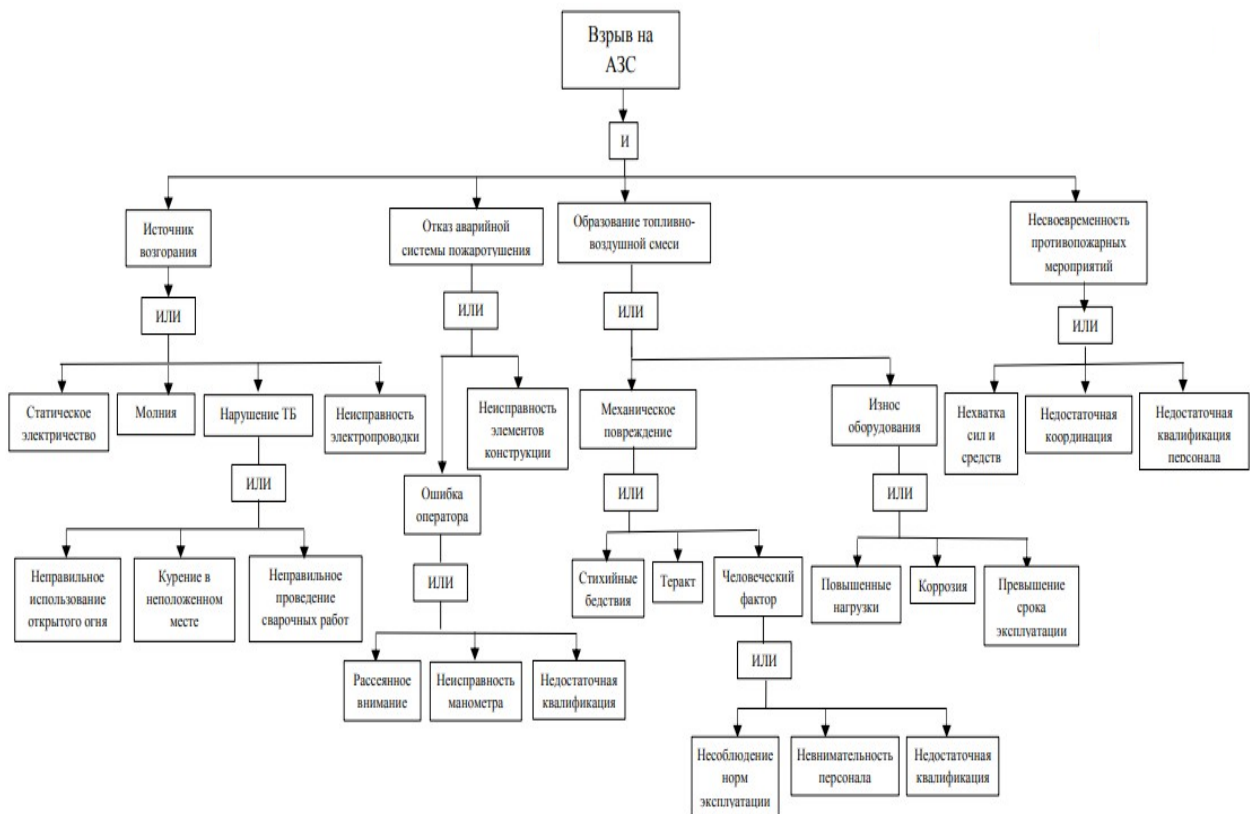 Взрыв на
АЗС
И
Источник
возгорания
Отказ аварийной
системы пожаротушения
Образование топливно-
воздушной смеси
Несвоевременность
противопожарных
мероприятий
ИЛИ
ИЛИ
ИЛИ
ИЛИ
Статическое
электричество
Молния
Нарушение ТБ
Неисправность
электропроводки
Неисправность
элементов
конструкции
Механическое
повреждение
Износ
оборудования
Нехватка
сил и
средств
Недостаточная
координация
Недостаточная
квалификация
персонала
ИЛИ
Ошибка
оператора
ИЛИ
ИЛИ
Неправильное
использование
открытого огня
Курение в
неположенном
месте
Неправильное
проведение
сварочных работ
ИЛИ
Стихийные
бедствия
Теракт
Человеческий
фактор
Повышенные
нагрузки
Коррозия
Превышение
срока
эксплуатации
Рассеянное
внимание
Неисправность
манометра
Недостаточная
квалификация
ИЛИ
Несоблюдение
норм
эксплуатации
Невнимательность
персонала
Недостаточная
квалификация